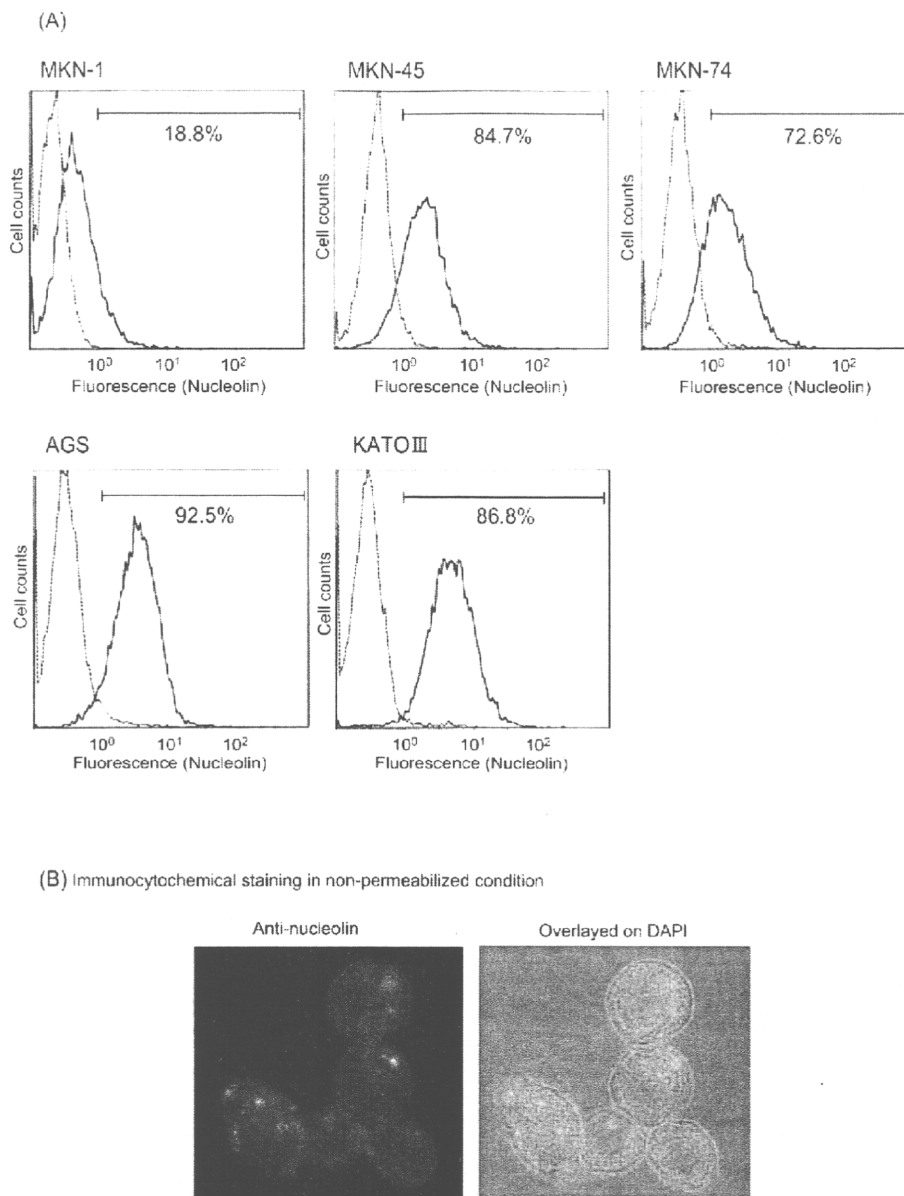 (A)
MKN-1
MKN-45
MKN-74
18.8%
84.7%
72.6%
Cell counts
Cell counts
Cell counts
10⁰ 10¹ 10²
10⁰ 10¹ 10²
10⁰ 10¹ 10²
Fluorescence (Nucleolin)
Fluorescence (Nucleolin)
Fluorescence (Nucleolin)
AGS
KATOⅢ
92.5%
86.8%
Cell counts
Cell counts
10⁰ 10¹ 10²
10⁰ 10¹ 10²
Fluorescence (Nucleolin)
Fluorescence (Nucleolin)
(B) Immunocytochemical staining in non-permeabilized condition
Anti-nucleolin
Overlayed on DAPI